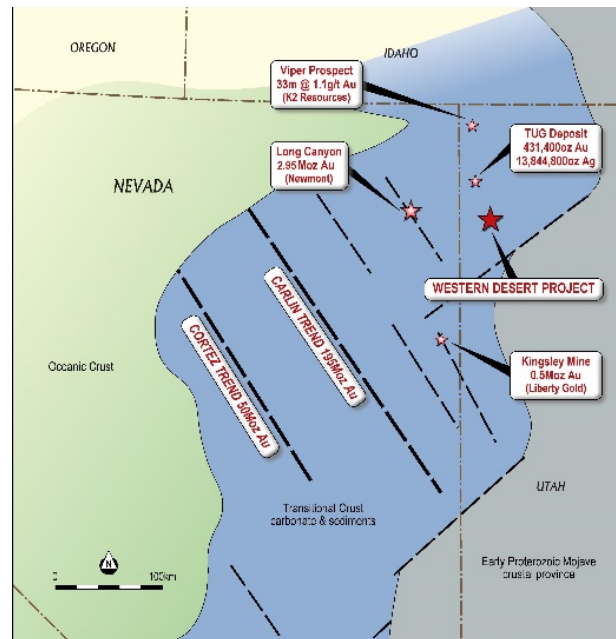 OREGON
IDAHO
Viper Prospect
33m @ 1.1g/t Au
(K2 Resources)
TUG Deposit
431,400oz Au
13,844,800oz Ag
Long Canyon
2.95Moz Au
(Newmont)
NEVADA
WESTERN DESERT PROJECT
CARLIN TREND 195Moz Au
CORTEZ TREND 50Moz Au
Kingsley Mine
0.5Moz Au
(Liberty Gold)
Occanic Crust
UTAH
Transitional Crust
carbonato & sediments
Early Proterozoic Mojave
crustal province
N
0
100km